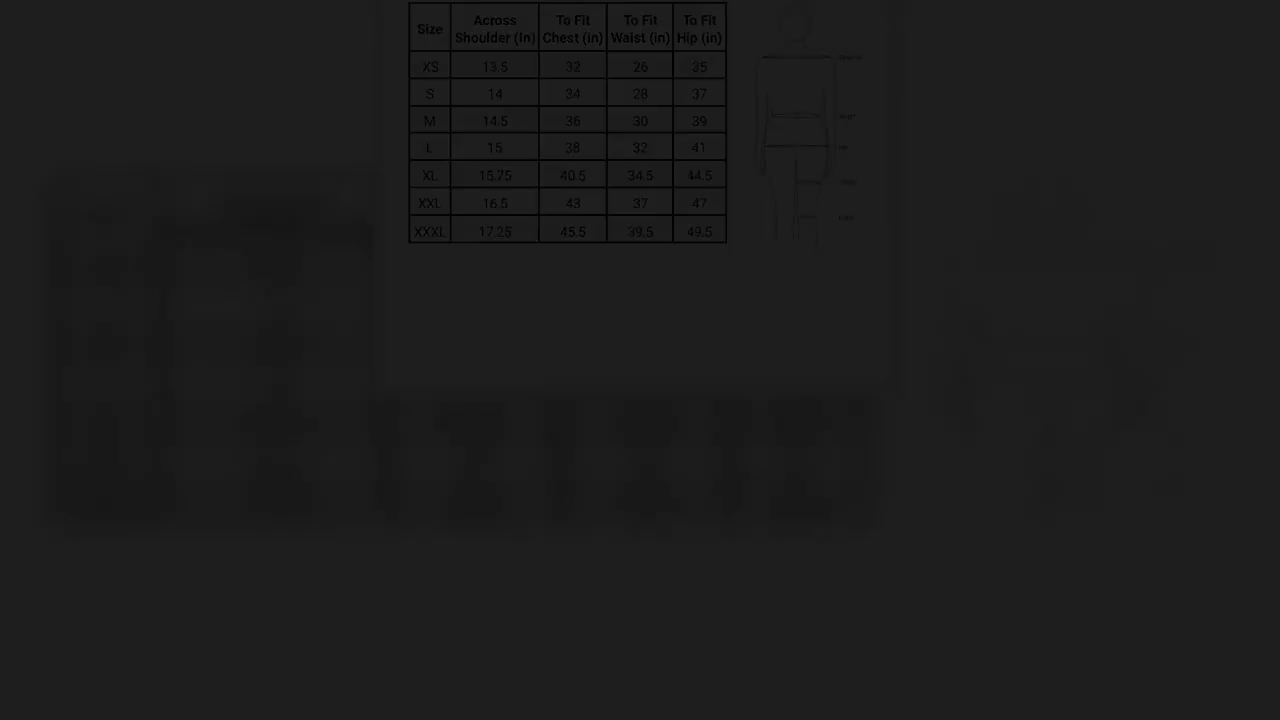 Size Across Shoulder (In) To Fit Chest (in) To Fit Waist (in) To Fit Hip (in)
XS 13.5 32 26 35
S 14 34 28 37
M 14.5 36 30 39
L 15 38 32 41
XL 15.75 40.5 34.5 44.5
XXL 16.5 43 37 47
XXXL 17.25 45.5 39.5 49.5